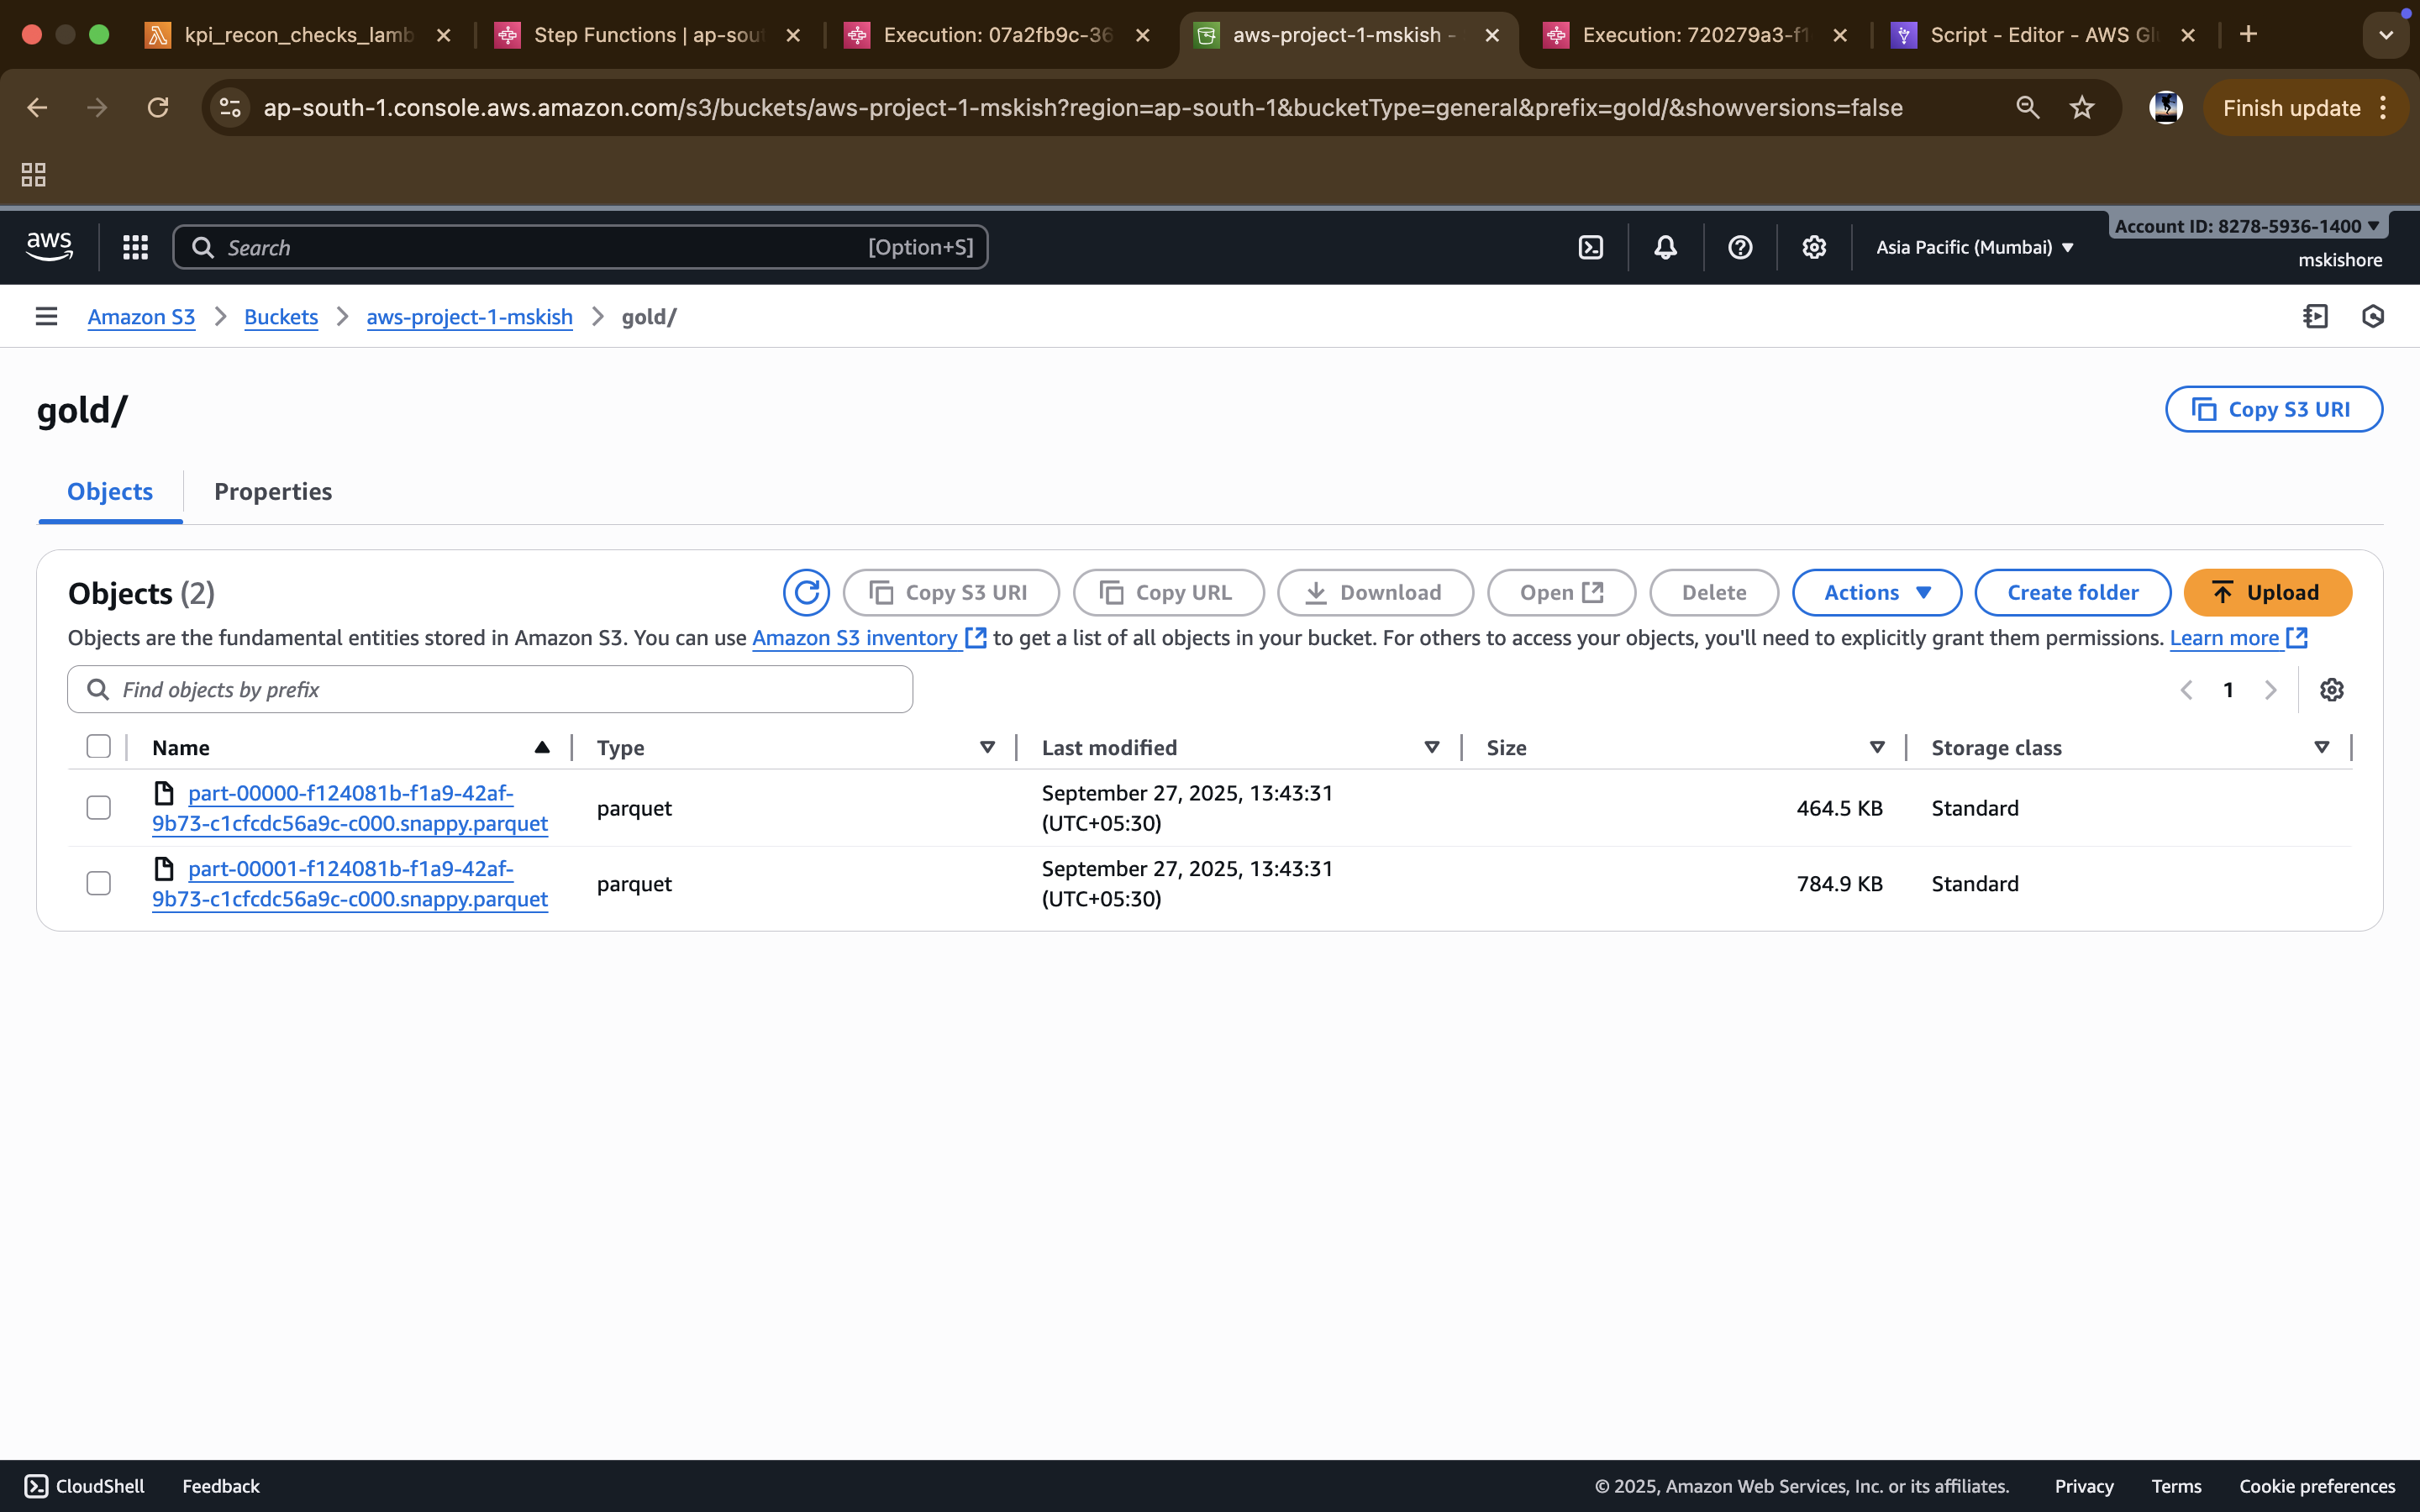 kpi_recon_checks_lamb
Step Functions | ap-sout
Execution: 07a2fb9c-36
aws-project-1-mskish -
Execution: 720279a3-f1
Script - Editor - AWS Gl
ap-south-1.console.aws.amazon.com/s3/buckets/aws-project-1-mskish?region=ap-south-1&bucketType=general&prefix=gold/&showversions=false
Finish update
aws
Search
[Option+S]
Asia Pacific (Mumbai)
Account ID: 8278-5936-1400
mskishore
Amazon S3
Buckets
aws-project-1-mskish
gold/
gold/
Copy S3 URI
Objects
Properties
Objects (2)
Copy S3 URI
Copy URL
Download
Open
Delete
Actions
Create folder
Upload
Objects are the fundamental entities stored in Amazon S3. You can use Amazon S3 inventory to get a list of all objects in your bucket. For others to access your objects, you'll need to explicitly grant them permissions. Learn more
Find objects by prefix
1
Name
Type
Last modified
Size
Storage class
part-00000-f124081b-f1a9-42af-
9b73-c1cfcdc56a9c-c000.snappy.parquet
parquet
September 27, 2025, 13:43:31
(UTC+05:30)
464.5 KB
Standard
part-00001-f124081b-f1a9-42af-
9b73-c1cfcdc56a9c-c000.snappy.parquet
parquet
September 27, 2025, 13:43:31
(UTC+05:30)
784.9 KB
Standard
CloudShell
Feedback
© 2025, Amazon Web Services, Inc. or its affiliates.
Privacy
Terms
Cookie preferences